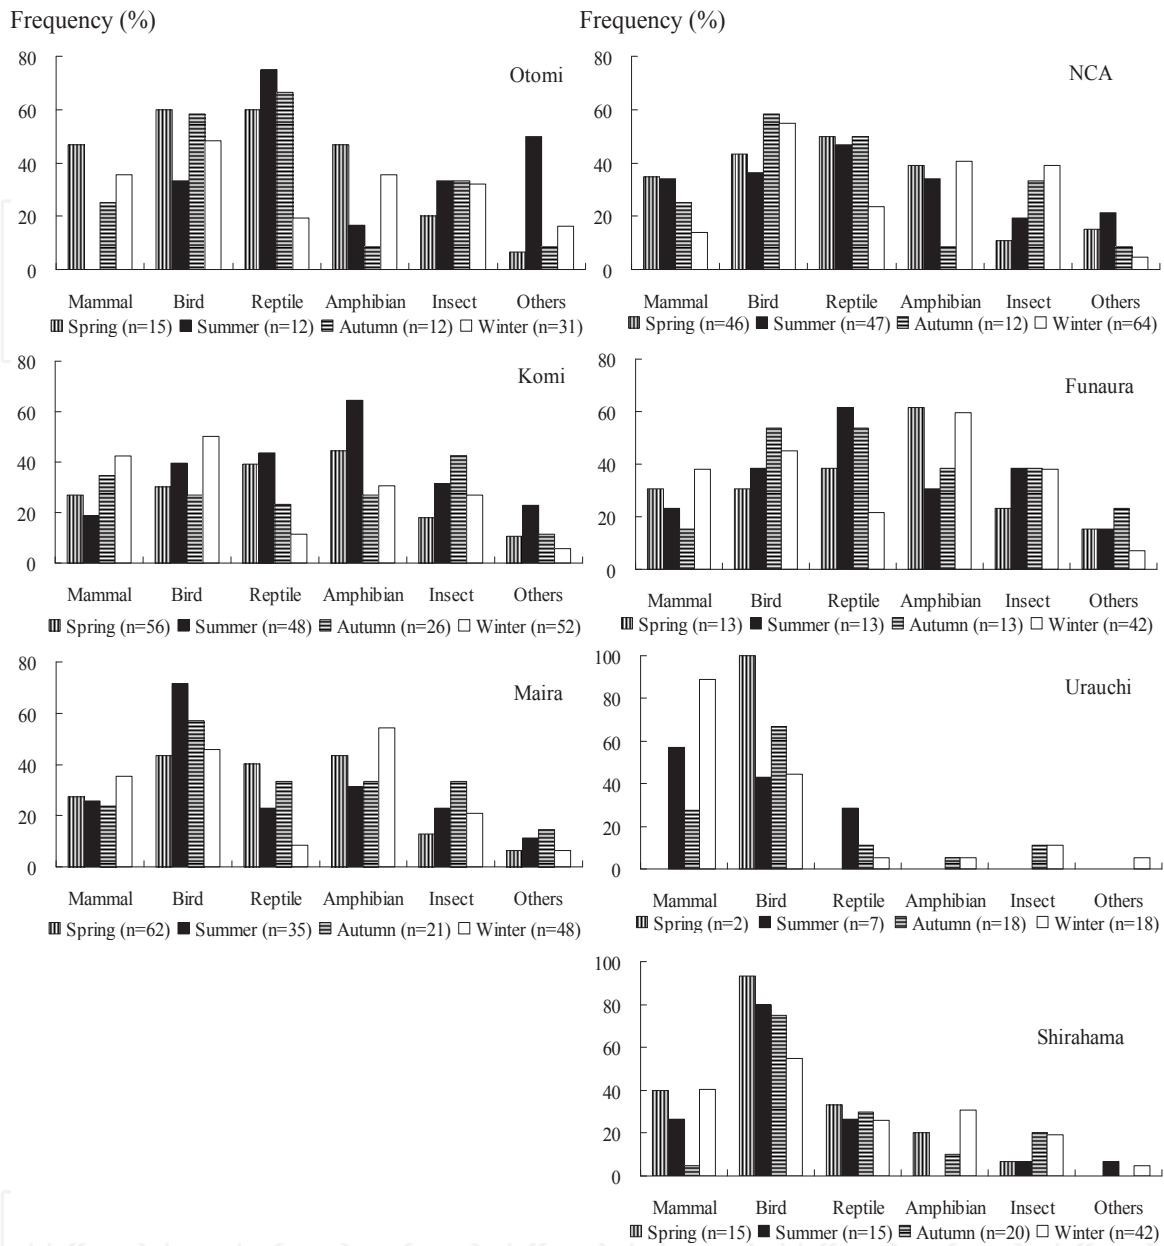 Frequency (%)
Frequency (%)
80
60
40
20
0
Otomi
Mammal Bird Reptile Amphibian Insect Others
Spring (n=15) Summer (n=12) Autumn (n=12) Winter (n=31)
80
60
40
20
0
NCA
Mammal Bird Reptile Amphibian Insect Others
Spring (n=46) Summer (n=47) Autumn (n=12) Winter (n=64)
80
60
40
20
0
Komi
Mammal Bird Reptile Amphibian Insect Others
Spring (n=56) Summer (n=48) Autumn (n=26) Winter (n=52)
80
60
40
20
0
Funaura
Mammal Bird Reptile Amphibian Insect Others
Spring (n=13) Summer (n=13) Autumn (n=13) Winter (n=42)
80
60
40
20
0
Maira
Mammal Bird Reptile Amphibian Insect Others
Spring (n=62) Summer (n=35) Autumn (n=21) Winter (n=48)
100
80
60
40
20
0
Urauchi
Mammal Bird Reptile Amphibian Insect Others
Spring (n=2) Summer (n=7) Autumn (n=18) Winter (n=18)
100
80
60
40
20
0
Shirahama
Mammal Bird Reptile Amphibian Insect Others
Spring (n=15) Summer (n=15) Autumn (n=20) Winter (n=42)